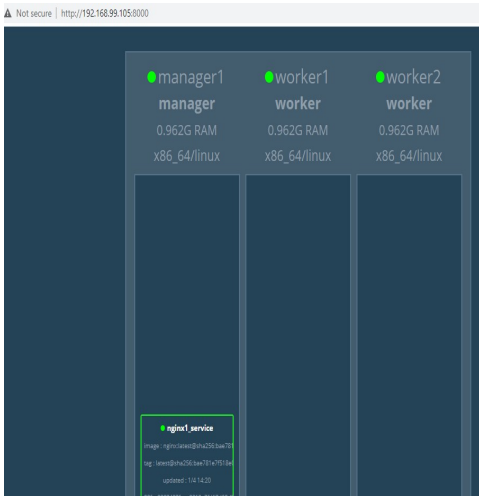 Not secure | http://192.168.99.105:8000
manager1
manager
0.962G RAM
x86_64/linux
worker1
worker
0.962G RAM
x86_64/linux
worker2
worker
0.962G RAM
x86_64/linux
nginx1_service
image : nginx:latest@sha256:bae781
tag : latest@sha256:bae781e7f518e
updated : 1/4 14:20